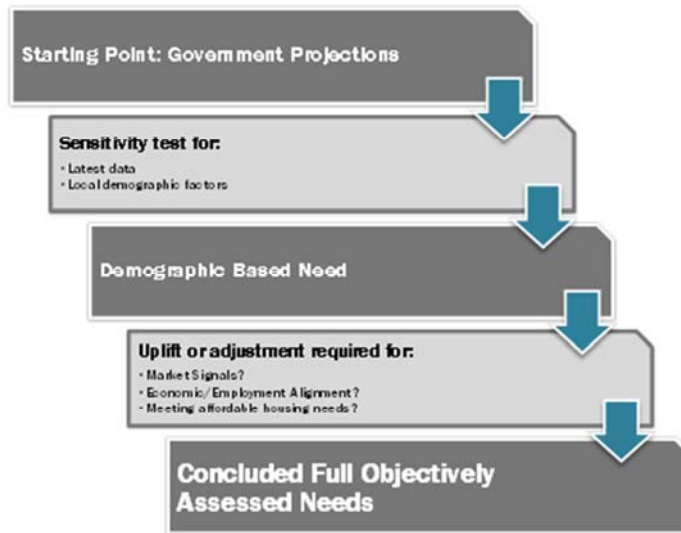 Starting Point: Government Projections
Sensitivity test for:
• Latest data
• Local demographic factors
Demographic Based Need
Uplift or adjustment required for:
• Market Signals?
• Economic/Employment Alignment?
• Meeting affordable housing needs?
Concluded Full Objectively
Assessed Needs